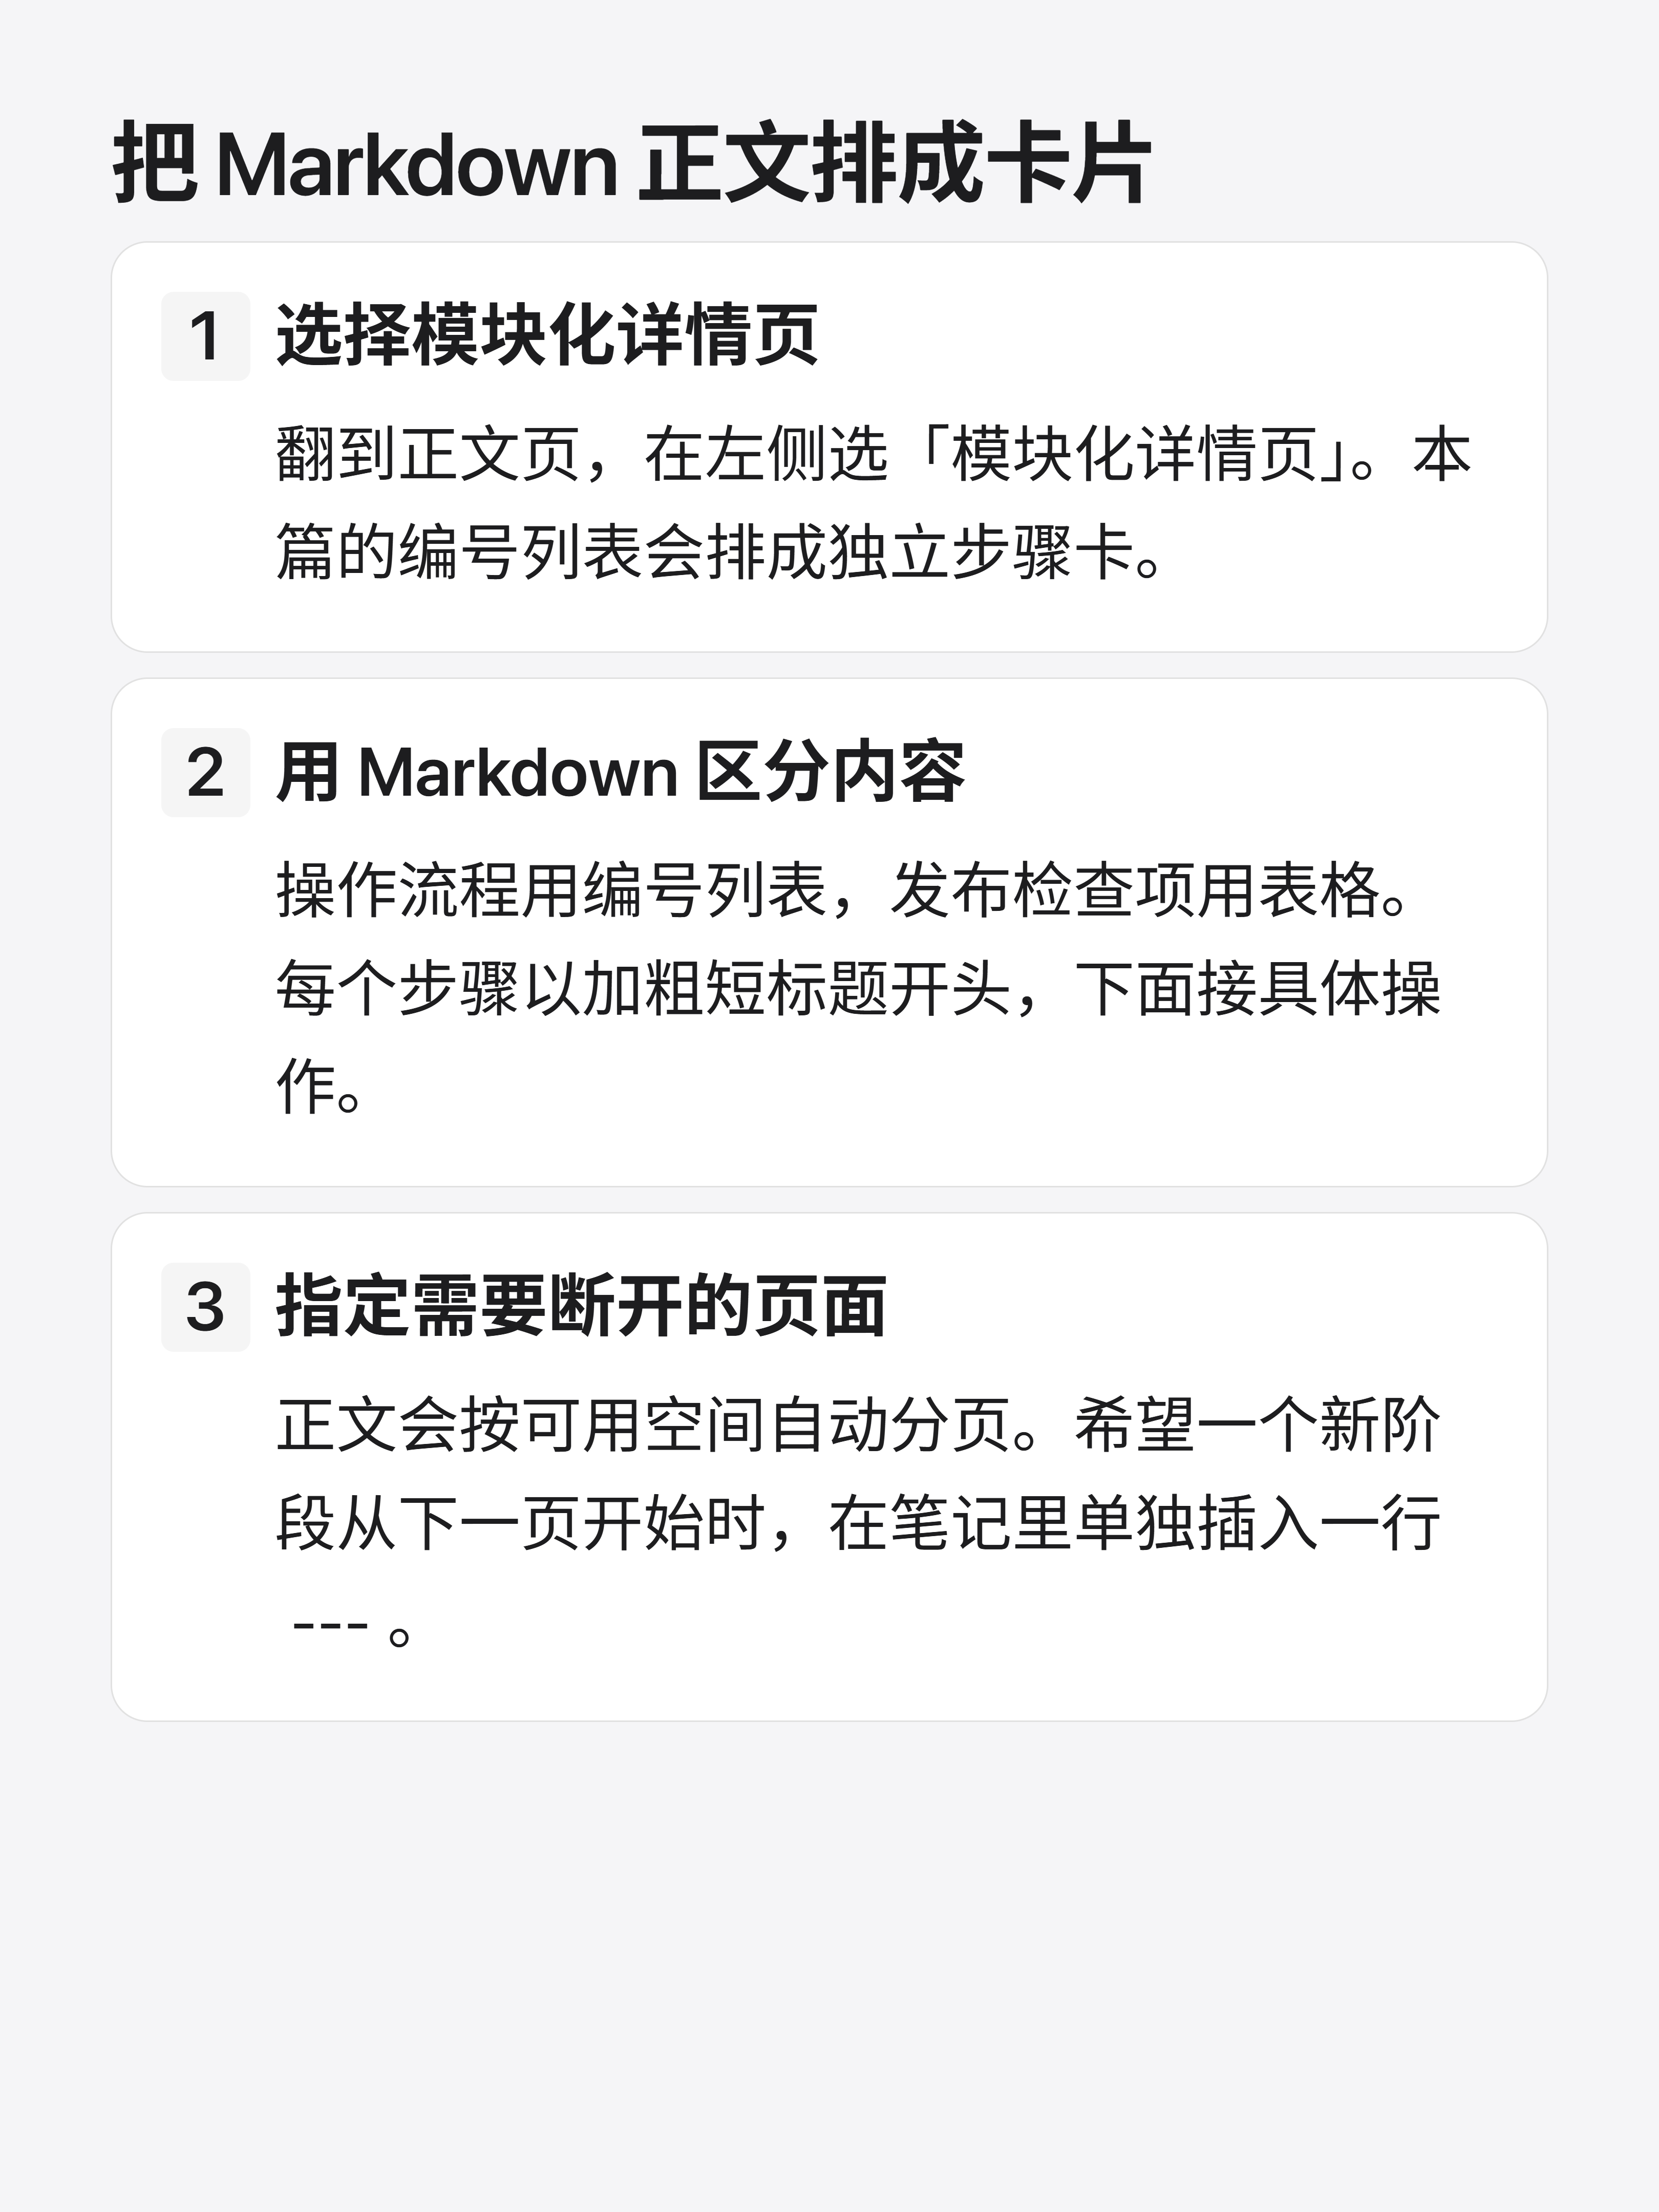 把 Markdown 正文排成卡片
1 选择模块化详情页
翻到正文页，在左侧选「模块化详情页」。本
篇的编号列表会排成独立步骤卡。
2 用 Markdown 区分内容
操作流程用编号列表，发布检查项用表格。
每个步骤以加粗短标题开头，下面接具体操
作。
3 指定需要断开的页面
正文会按可用空间自动分页。希望一个新阶
段从下一页开始时，在笔记里单独插入一行
--- 。